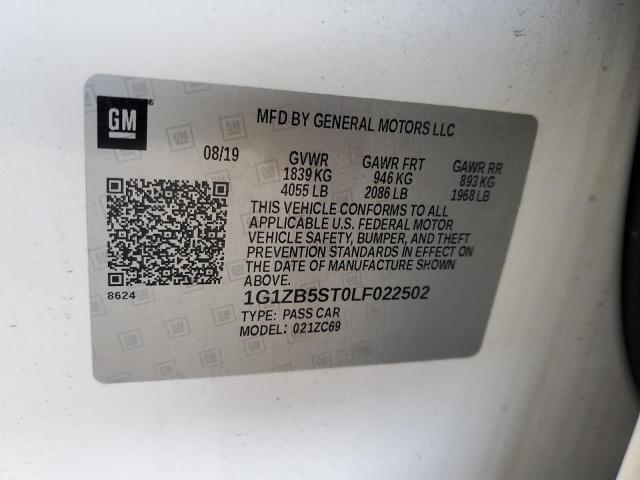 GM
MFD BY GENERAL MOTORS LLC
08/19 GVWR GAWR FRT GAWR RR
1839 KG 946 KG 893 KG
4055 LB 2086 LB 1968 LB
THIS VEHICLE CONFORMS TO ALL
APPLICABLE U.S. FEDERAL MOTOR
VEHICLE SAFETY, BUMPER, AND THEFT
PREVENTION STANDARDS IN EFFECT ON
THE DATE OF MANUFACTURE SHOWN
ABOVE.
8624
1G1ZB5ST0LF022502
TYPE: PASS CAR
MODEL: 021ZC69